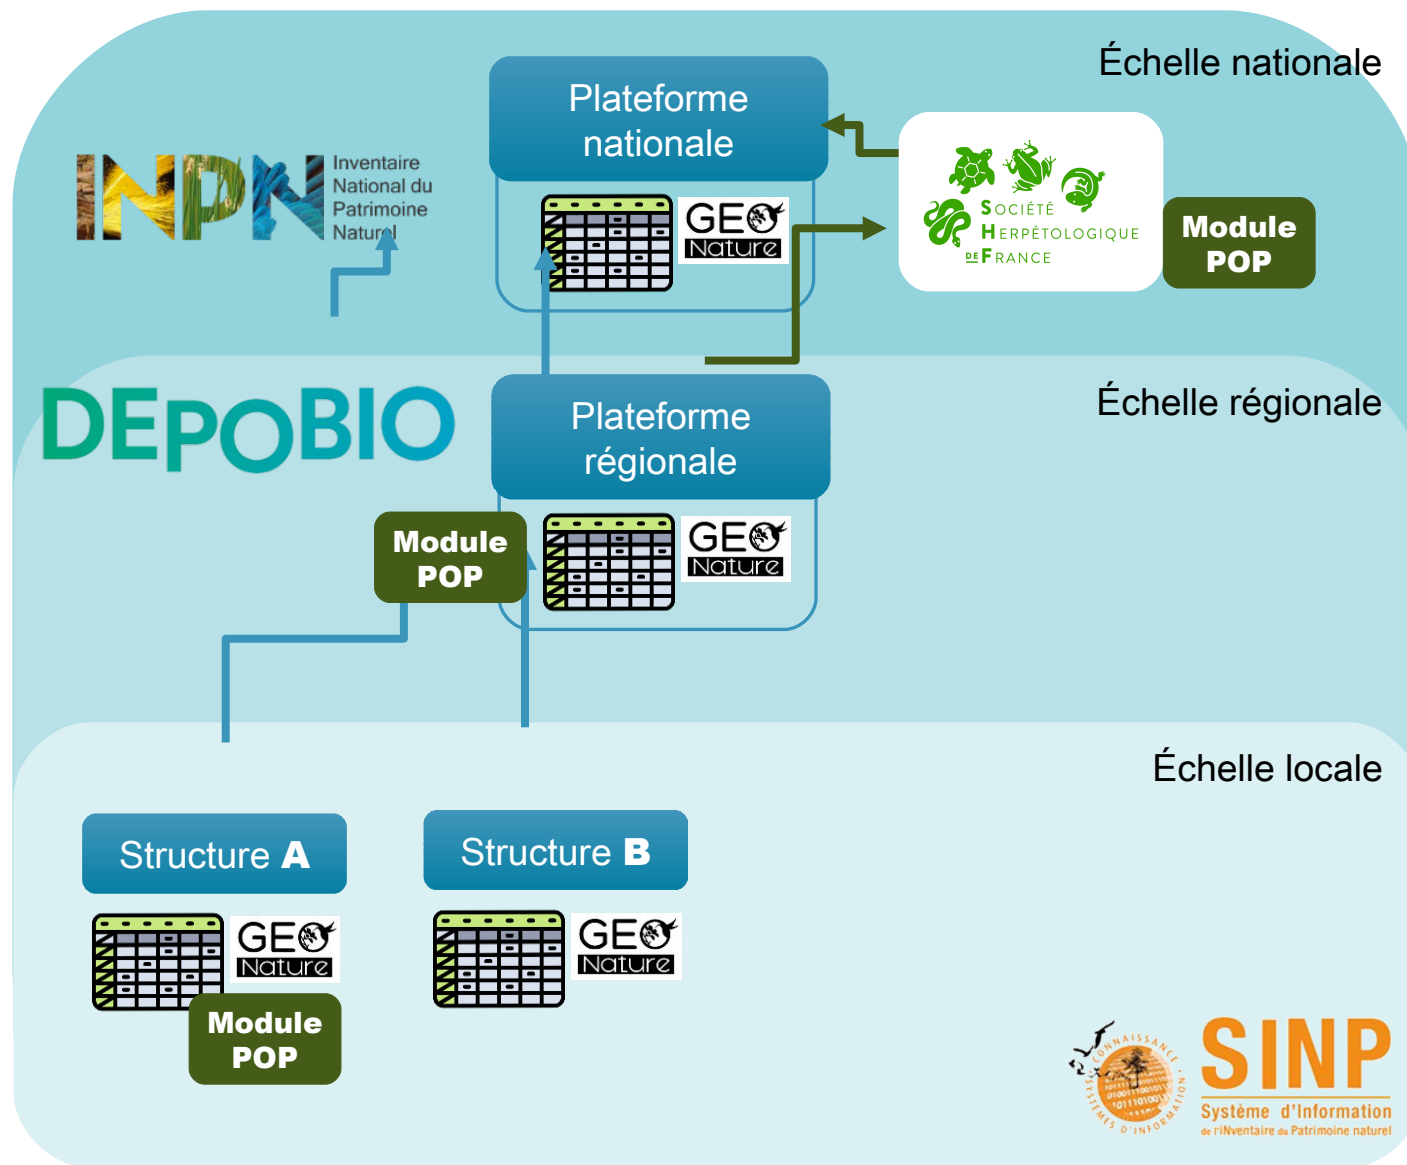 Échelle nationale
Plateforme
nationale
INPN
Inventaire
National du
Patrimoine
Naturel
GEO
Nature
SOCIÉTÉ
HERPÉTOLOGIQUE
DE FRANCE
Module
POP
Échelle régionale
DEPOBIO
Plateforme
régionale
Module
POP
GEO
Nature
Échelle locale
Structure A
Structure B
GEO
Nature
GEO
Nature
Module
POP
SINP
Système d'Information
de l'iNventaire du Patrimoine naturel